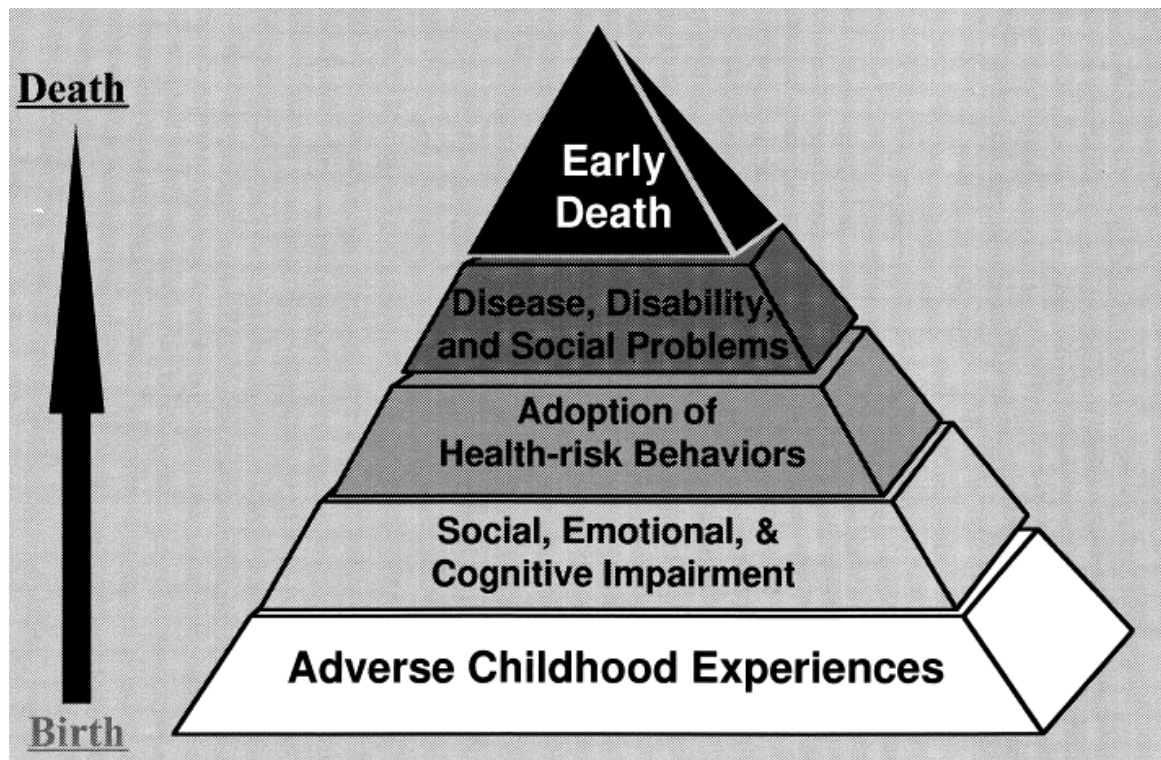 Death
Early
Death
Disease, Disability,
and Social Problems
Adoption of
Health-risk Behaviors
Social, Emotional, &
Cognitive Impairment
Adverse Childhood Experiences
Birth